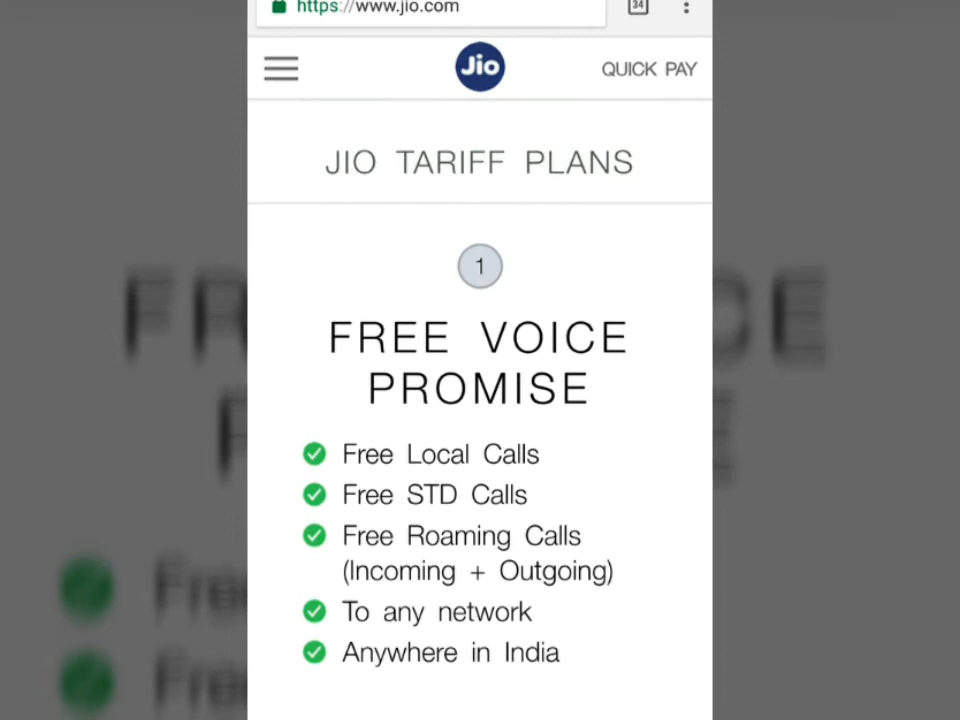 https://www.jio.com
34
Jio
QUICK PAY
JIO TARIFF PLANS
1
FREE VOICE
PROMISE
Free Local Calls
Free STD Calls
Free Roaming Calls
(Incoming + Outgoing)
To any network
Anywhere in India